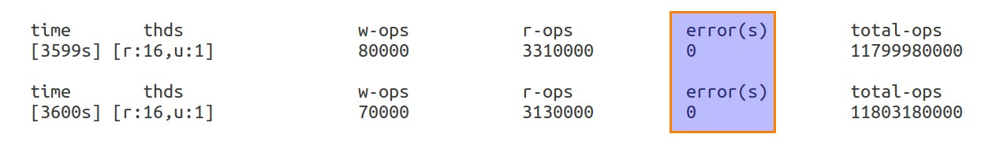 time thds w-ops r-ops error(s) total-ops
[3599s] [r:16,u:1] 80000 3310000 0 11799980000
time thds w-ops r-ops error(s) total-ops
[3600s] [r:16,u:1] 70000 3130000 0 11803180000